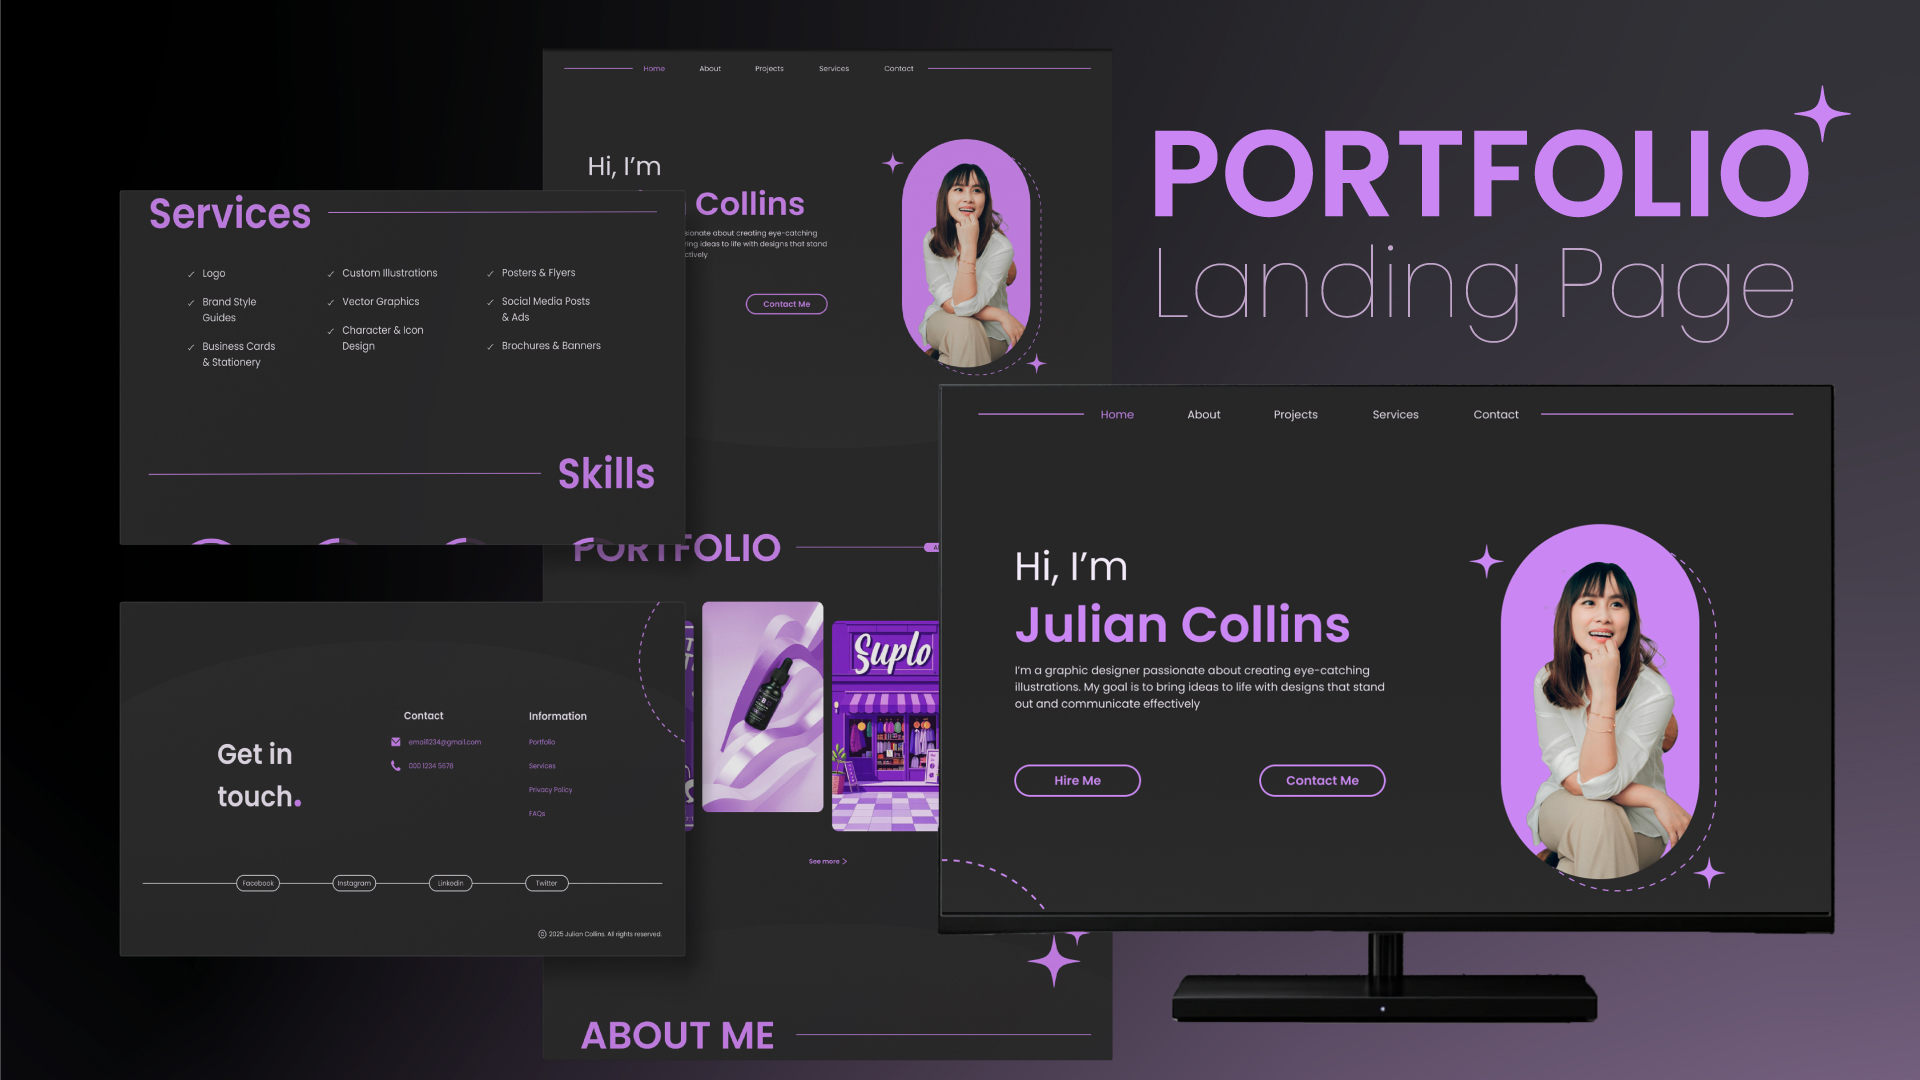 PORTFOLIO
Landing Page
Home About Projects Services Contact
Hi, I'm
Collins
sionate about creating eye-catching
ring ideas to life with designs that stand
ctively
Contact Me
Services
✓ Logo
✓ Brand Style
Guides
✓ Business Cards
& Stationery
✓ Custom Illustrations
✓ Vector Graphics
✓ Character & Icon
Design
✓ Posters & Flyers
✓ Social Media Posts
& Ads
✓ Brochures & Banners
Skills
PORTFOLIO
Suplo
See more >
ABOUT ME
Get in
touch.
Contact
email1234@gmail.com
000 1234 5678
Information
Portfolio
Services
Privacy Policy
FAQs
Facebook Instagram Linkedin Twitter
© 2025 Julian Collins. All rights reserved.
Home About Projects Services Contact
Hi, I'm
Julian Collins
I'm a graphic designer passionate about creating eye-catching
illustrations. My goal is to bring ideas to life with designs that stand
out and communicate effectively
Hire Me Contact Me